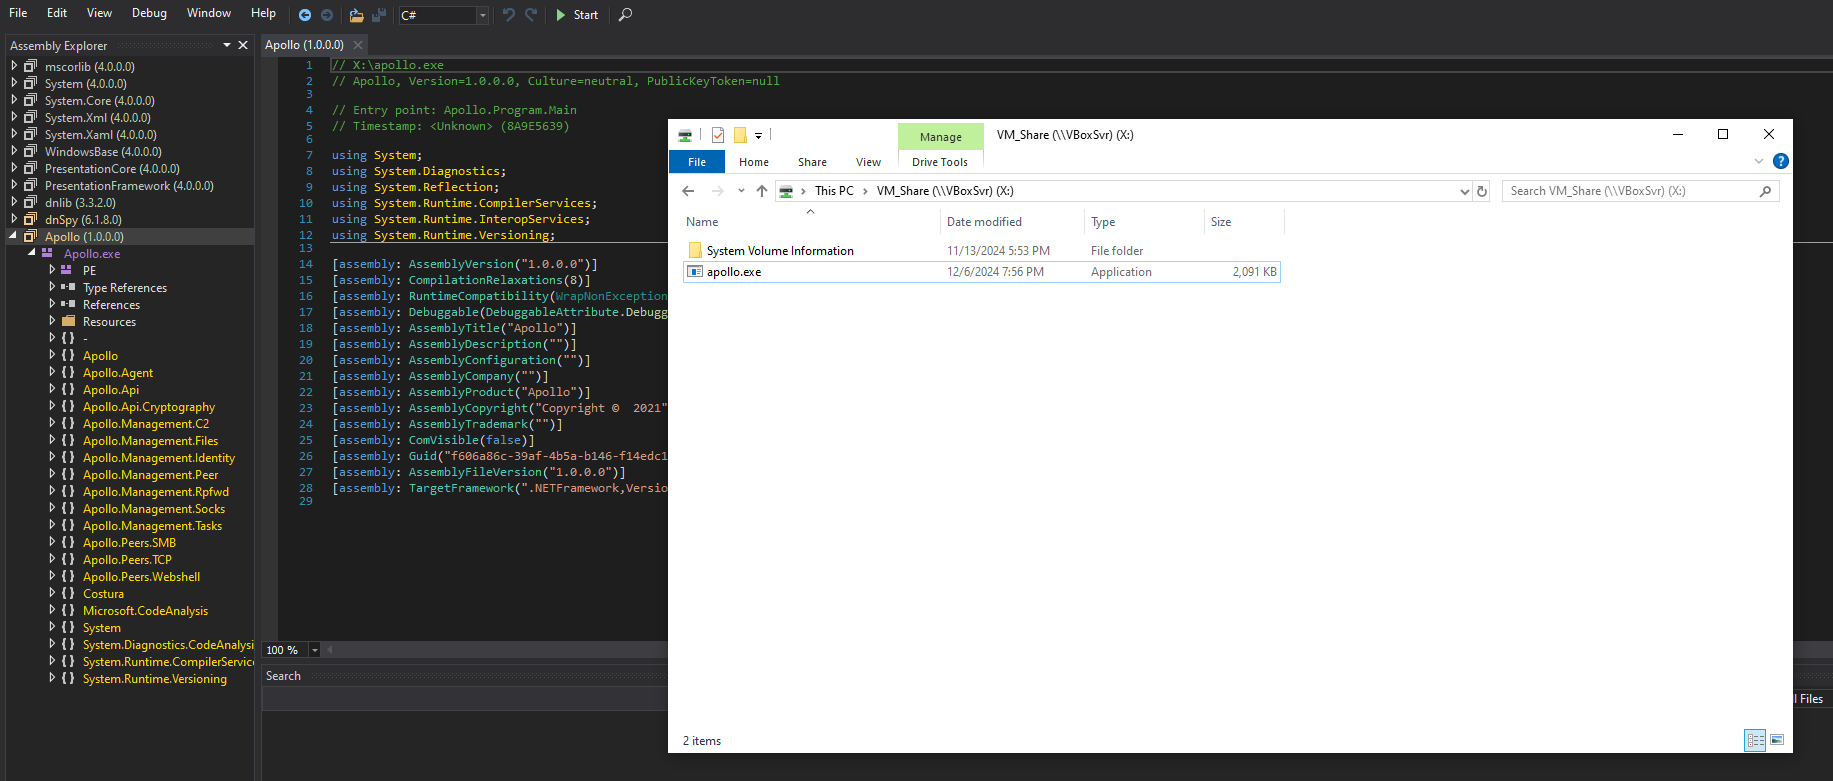 File Edit View Debug Window Help C# Start
Assembly Explorer
mscorlib (4.0.0.0)
System (4.0.0.0)
System.Core (4.0.0.0)
System.Xml (4.0.0.0)
System.Xaml (4.0.0.0)
WindowsBase (4.0.0.0)
PresentationCore (4.0.0.0)
PresentationFramework (4.0.0.0)
dnlib (3.3.2.0)
dnSpy (6.1.8.0)
Apollo (1.0.0.0)
Apollo.exe
PE
Type References
References
Resources
{ } -
{ } Apollo
{ } Apollo.Agent
{ } Apollo.Api
{ } Apollo.Api.Cryptography
{ } Apollo.Management.C2
{ } Apollo.Management.Files
{ } Apollo.Management.Identity
{ } Apollo.Management.Peer
{ } Apollo.Management.Rpfwd
{ } Apollo.Management.Socks
{ } Apollo.Management.Tasks
{ } Apollo.Peers.SMB
{ } Apollo.Peers.TCP
{ } Apollo.Peers.Webshell
{ } Costura
{ } Microsoft.CodeAnalysis
{ } System
{ } System.Diagnostics.CodeAnalysi
{ } System.Runtime.CompilerService
{ } System.Runtime.Versioning
Apollo (1.0.0.0)
1 // X:\apollo.exe
2 // Apollo, Version=1.0.0.0, Culture=neutral, PublicKeyToken=null
3
4 // Entry point: Apollo.Program.Main
5 // Timestamp: <Unknown> (8A9E5639)
6
7 using System;
8 using System.Diagnostics;
9 using System.Reflection;
10 using System.Runtime.CompilerServices;
11 using System.Runtime.InteropServices;
12 using System.Runtime.Versioning;
13
14 [assembly: AssemblyVersion("1.0.0.0")]
15 [assembly: CompilationRelaxations(8)]
16 [assembly: RuntimeCompatibility(WrapNonException
17 [assembly: Debuggable(DebuggableAttribute.Debugg
18 [assembly: AssemblyTitle("Apollo")]
19 [assembly: AssemblyDescription("")]
20 [assembly: AssemblyConfiguration("")]
21 [assembly: AssemblyCompany("")]
22 [assembly: AssemblyProduct("Apollo")]
23 [assembly: AssemblyCopyright("Copyright ©  2021"
24 [assembly: AssemblyTrademark("")]
25 [assembly: ComVisible(false)]
26 [assembly: Guid("f606a86c-39af-4b5a-b146-f14edc1
27 [assembly: AssemblyFileVersion("1.0.0.0")]
28 [assembly: TargetFramework(".NETFramework,Versio
29
100 %
Search
l Files
Manage VM_Share (\\VBoxSvr) (X:)
File Home Share View Drive Tools
This PC > VM_Share (\\VBoxSvr) (X:) Search VM_Share (\\VBoxSvr) (X:)
Name Date modified Type Size
System Volume Information 11/13/2024 5:53 PM File folder
apollo.exe 12/6/2024 7:56 PM Application 2,091 KB
2 items